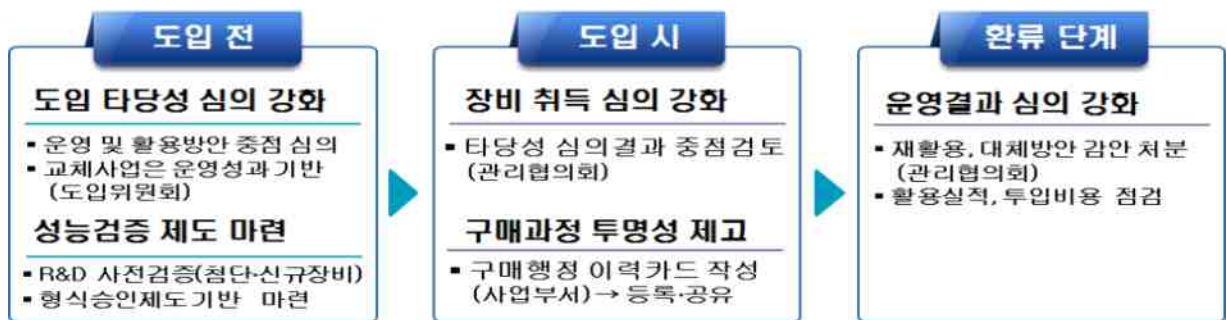 도입 전
도입 타당성 심의 강화
▪ 운영 및 활용방안 중점 심의
▪ 교체사업은 운영성과 기반
(도입위원회)
성능검증 제도 마련
▪ R&D 사전검증(첨단·신규장비)
▪ 형식승인제도기반 마련
도입 시
장비 취득 심의 강화
▪ 타당성 심의결과 중점검토
(관리협의회)
구매과정 투명성 제고
▪ 구매행정 이력카드 작성
(사업부서)→ 등록·공유
환류 단계
운영결과 심의 강화
▪ 재활용, 대체방안 감안 처분
(관리협의회)
▪ 활용실적, 투입비용 점검